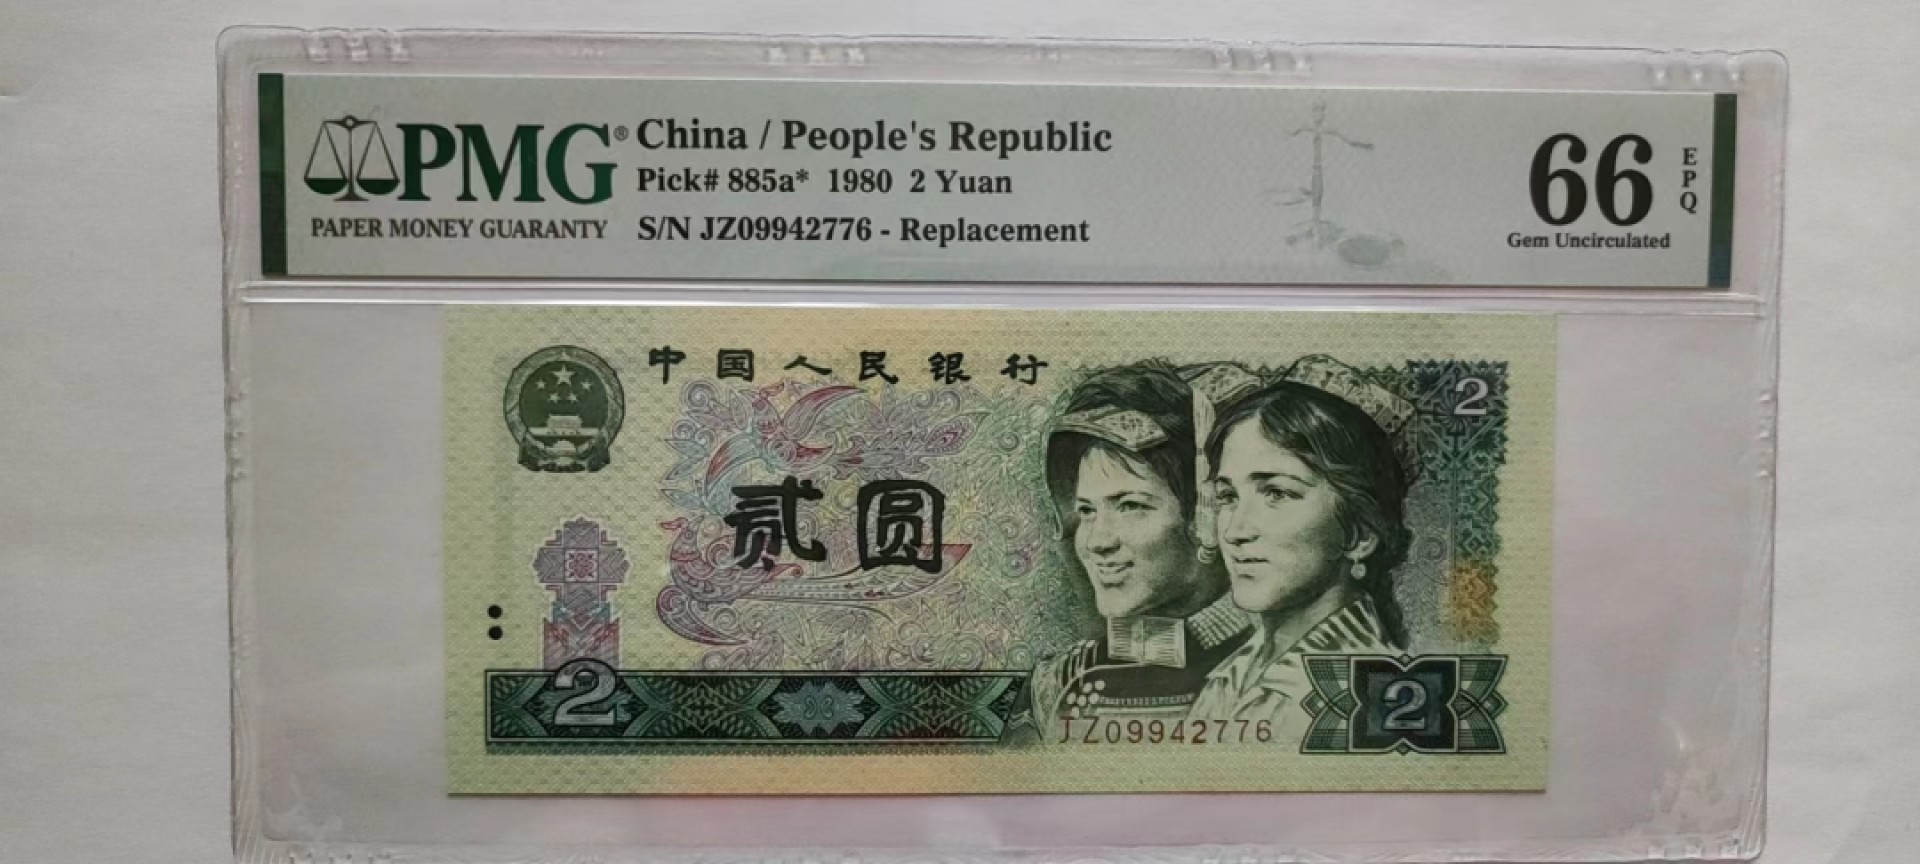 PMG®
PAPER MONEY GUARANTY
China / People's Republic
Pick# 885a* 1980 2 Yuan
S/N JZ09942776 - Replacement
66
EPQ
Gem Uncirculated
中国人民银行
2
贰圆
2
JZ09942776
2